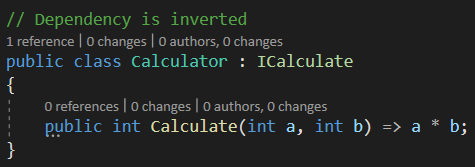 // Dependency is inverted
1 reference | 0 changes | 0 authors, 0 changes
public class Calculator : ICalculate
{
0 references | 0 changes | 0 authors, 0 changes
public int Calculate(int a, int b) => a * b;
}